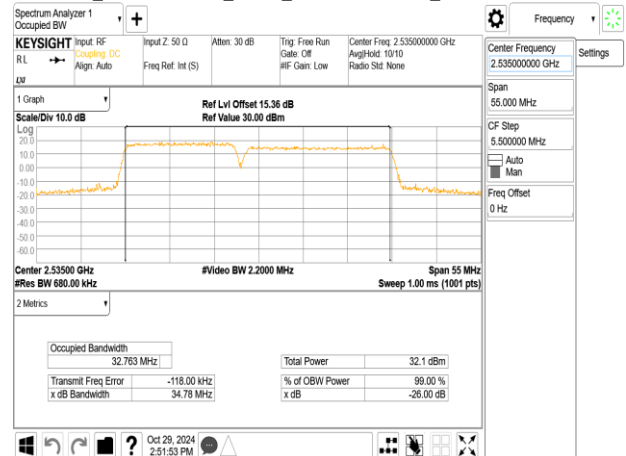 Spectrum Analyzer 1
Occupied BW
Frequency
KEYSIGHT
Input: RF
Input Z: 50 Ω
Atten: 30 dB
Trig: Free Run
Center Freq: 2.535000000 GHz
R L
Coupling: DC
Gate: Off
Avg|Hold: 10/10
Align: Auto
Freq Ref: Int (S)
#IF Gain: Low
Radio Std: None
LXI
Center Frequency
2.535000000 GHz
Settings
Span
55.000 MHz
CF Step
5.500000 MHz
Auto
Man
Freq Offset
0 Hz
1 Graph
Ref Lvl Offset 15.36 dB
Scale/Div 10.0 dB
Ref Value 30.00 dBm
Log
20.0
10.0
0.00
-10.0
-20.0
-30.0
-40.0
-50.0
-60.0
Center 2.53500 GHz
#Video BW 2.2000 MHz
Span 55 MHz
#Res BW 680.00 kHz
Sweep 1.00 ms (1001 pts)
2 Metrics
Occupied Bandwidth
32.763 MHz
Total Power
32.1 dBm
Transmit Freq Error
-118.00 kHz
% of OBW Power
99.00 %
x dB Bandwidth
34.78 MHz
x dB
-26.00 dB
?
Oct 29, 2024
2:51:53 PM